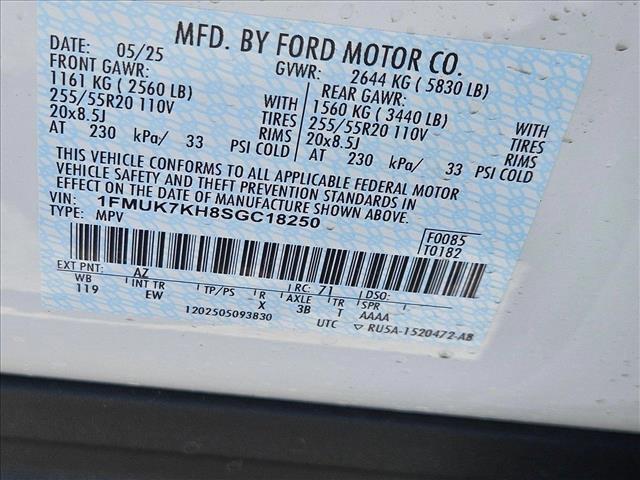 MFD. BY FORD MOTOR CO.
DATE: 05/25 GVWR: 2644 KG ( 5830 LB)
FRONT GAWR: REAR GAWR:
1161 KG ( 2560 LB) WITH 1560 KG ( 3440 LB) WITH
255/55R20 110V TIRES 255/55R20 110V TIRES
20x8.5J RIMS 20x8.5J RIMS
AT 230 kPa/ 33 PSI COLD AT 230 kPa/ 33 PSI COLD
THIS VEHICLE CONFORMS TO ALL APPLICABLE FEDERAL MOTOR
VEHICLE SAFETY AND THEFT PREVENTION STANDARDS IN
EFFECT ON THE DATE OF MANUFACTURE SHOWN ABOVE.
VIN: 1FMUK7KH8SGC18250
TYPE: MPV
F0085
T0182
EXT PNT: AZ RC: 71 DSO:
WB INT TR TP/PS R AXLE TR SPR
119 EW X 3B T AAAA
1202505093830 UTC ▽ RU5A-1520472-AB